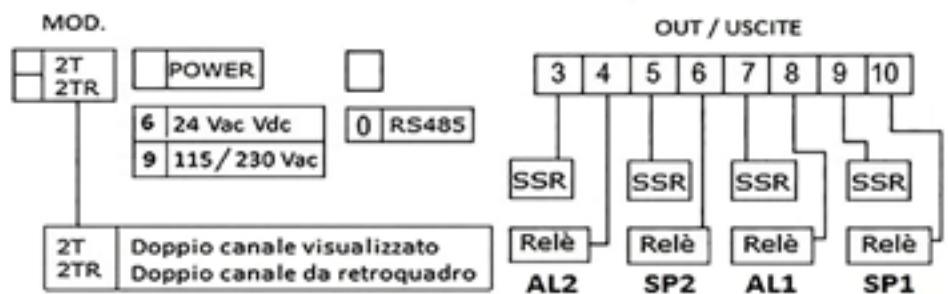 MOD.
2T
2TR
POWER
6 24 Vac Vdc
9 115/230 Vac
0 RS485
2T Doppio canale visualizzato
2TR Doppio canale da retroquadro
OUT / USCITE
3 4 5 6 7 8 9 10
SSR SSR SSR SSR
Relè Relè Relè Relè
AL2 SP2 AL1 SP1